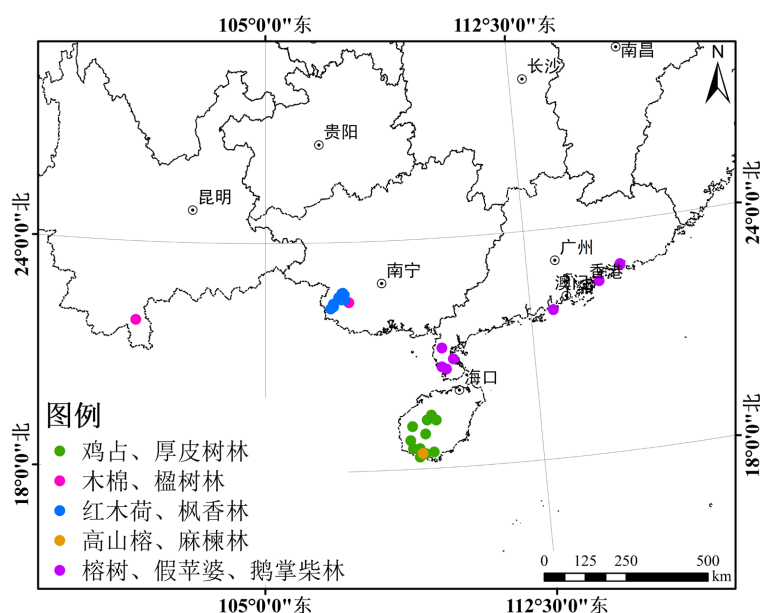 105°0'0"东
112°30'0"东
南昌
长沙
N
贵阳
昆明
24°0'0"北
24°0'0"北
广州
南宁
香港
澳门
海口
图例
鸡占、厚皮树林
木棉、楹树林
红木荷、枫香林
高山榕、麻楝林
榕树、假苹婆、鹅掌柴林
18°0'0"北
18°0'0"北
0 125 250 500
km
105°0'0"东
112°30'0"东